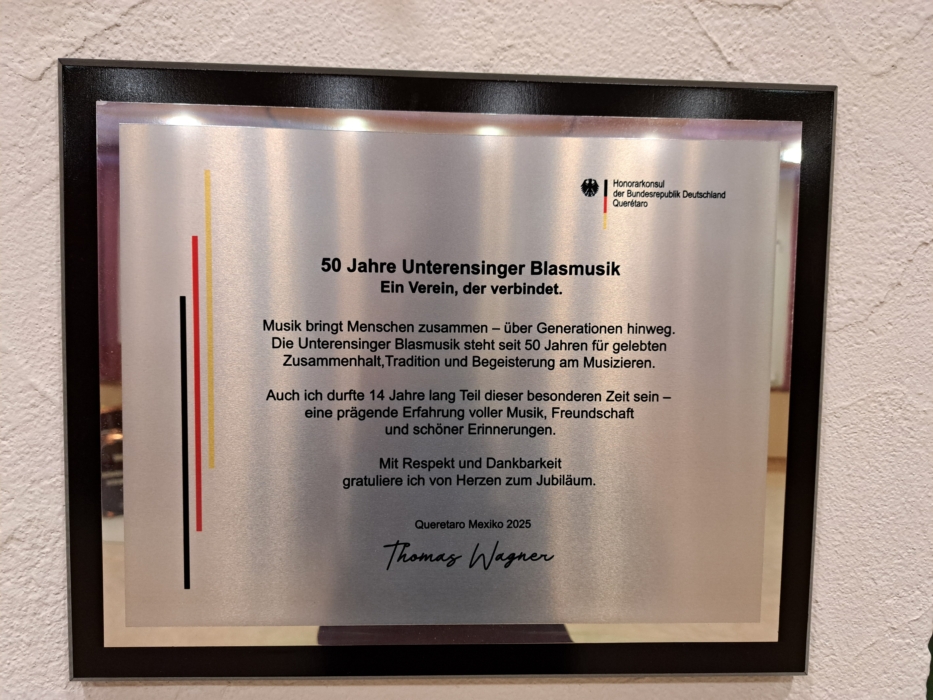 Honorarkonsul
der Bundesrepublik Deutschland
Querétaro
50 Jahre Unterensinger Blasmusik
Ein Verein, der verbindet.
Musik bringt Menschen zusammen – über Generationen hinweg.
Die Unterensinger Blasmusik steht seit 50 Jahren für gelebten
Zusammenhalt,Tradition und Begeisterung am Musizieren.
Auch ich durfte 14 Jahre lang Teil dieser besonderen Zeit sein –
eine prägende Erfahrung voller Musik, Freundschaft
und schöner Erinnerungen.
Mit Respekt und Dankbarkeit
gratuliere ich von Herzen zum Jubiläum.
Queretaro Mexiko 2025
Thomas Wagner